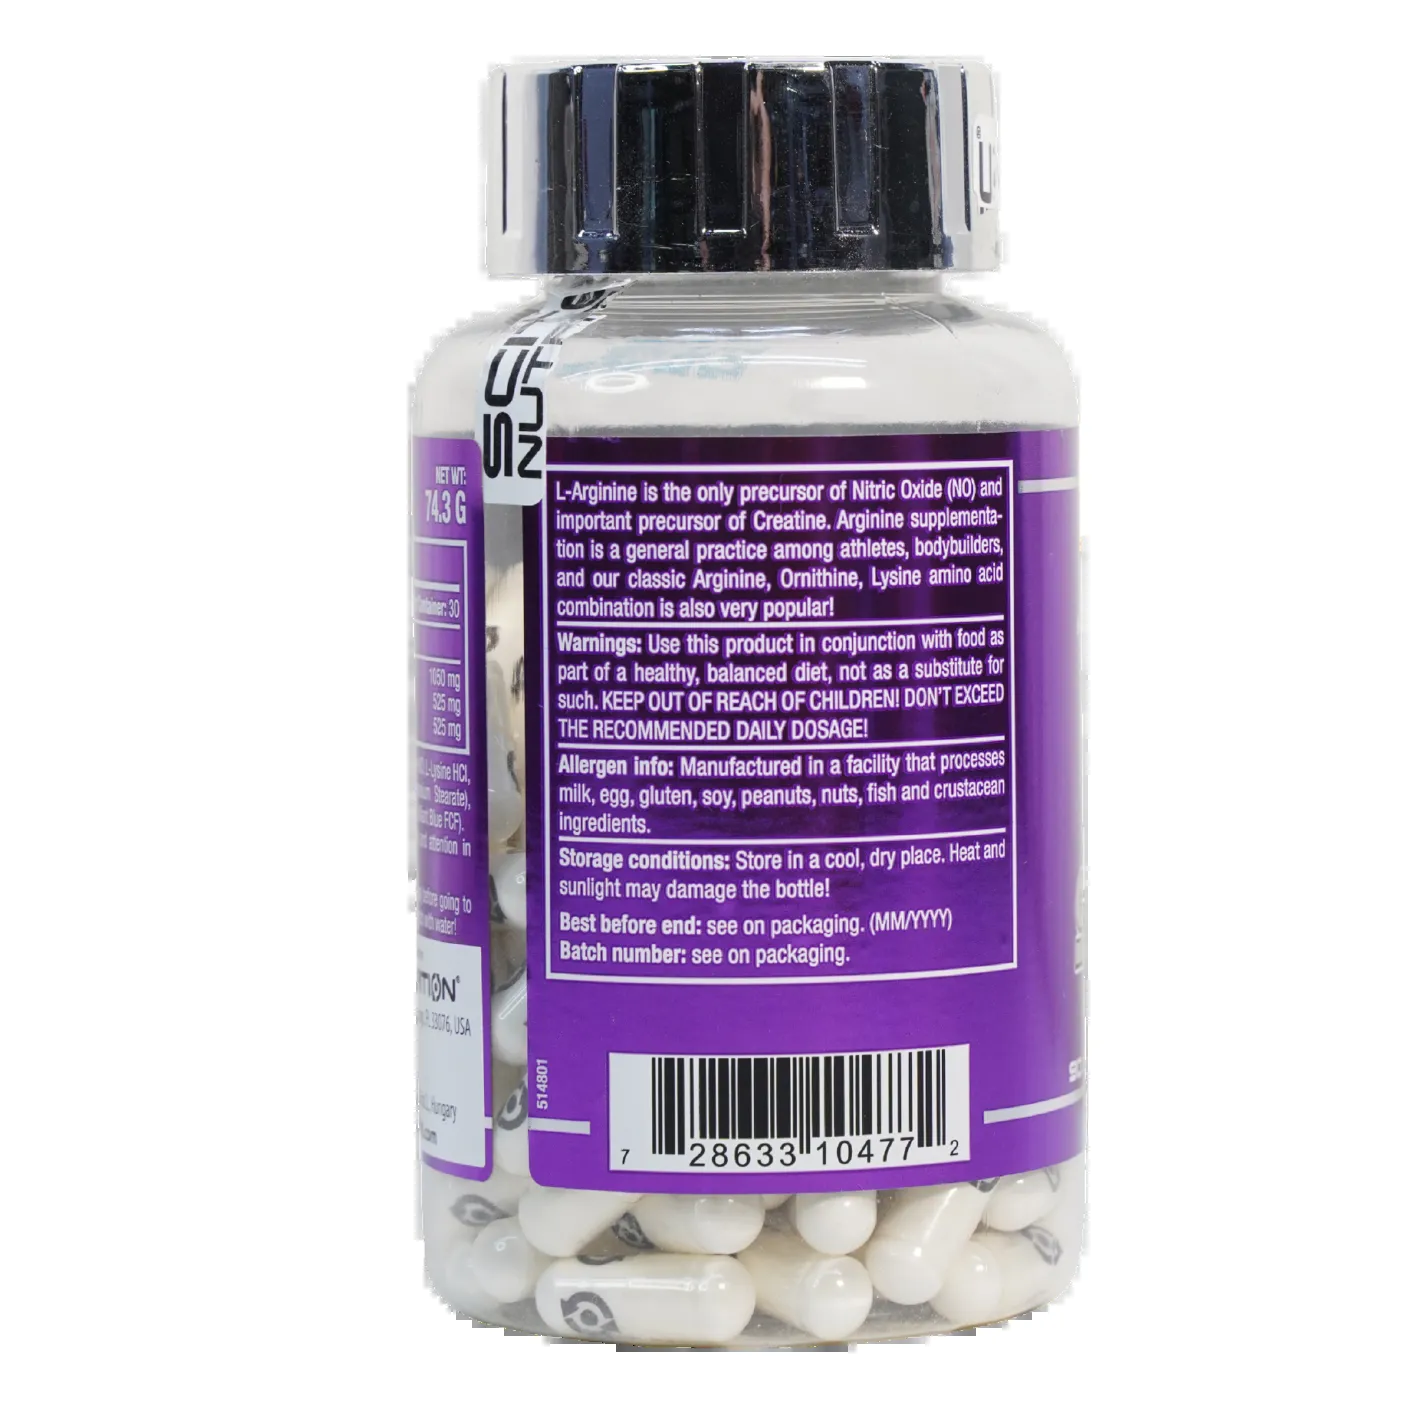 SCI
NUT
NET WT:
74.3 G
30
1050 mg
525 mg
525 mg
L-Lysine HCl,
Stearate),
Blue FCF).
attention in
before going to
with water!
FL 33076, USA
Hungary
.com
L-Arginine is the only precursor of Nitric Oxide (NO) and
important precursor of Creatine. Arginine supplementa-
tion is a general practice among athletes, bodybuilders,
and our classic Arginine, Ornithine, Lysine amino acid
combination is also very popular!
Warnings: Use this product in conjunction with food as
part of a healthy, balanced diet, not as a substitute for
such. KEEP OUT OF REACH OF CHILDREN! DON'T EXCEED
THE RECOMMENDED DAILY DOSAGE!
Allergen info: Manufactured in a facility that processes
milk, egg, gluten, soy, peanuts, nuts, fish and crustacean
ingredients.
Storage conditions: Store in a cool, dry place. Heat and
sunlight may damage the bottle!
Best before end: see on packaging. (MM/YYYY)
Batch number: see on packaging.
514801
7 28633 10477 2